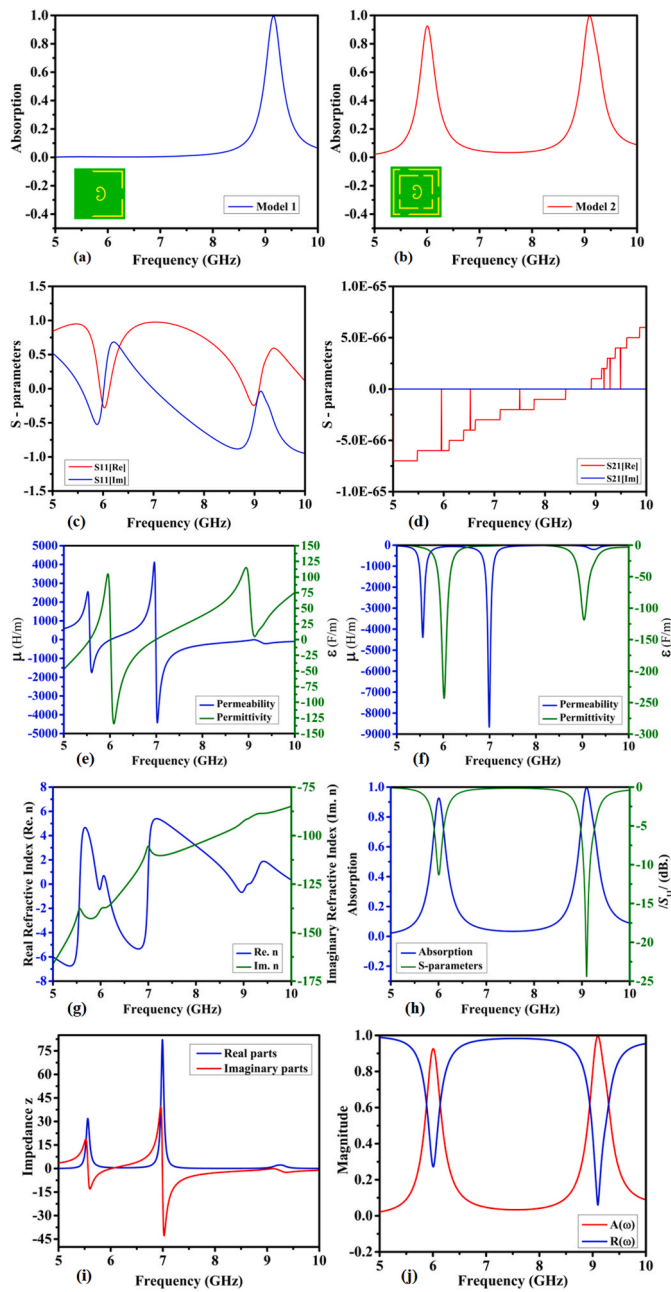 1.0
0.8
0.6
0.4
0.2
0.0
-0.2
-0.4
Absorption
Model 1
(a)
5 6 7 8 9 10
Frequency (GHz)
1.0
0.8
0.6
0.4
0.2
0.0
-0.2
-0.4
Absorption
Model 2
(b)
5 6 7 8 9 10
Frequency (GHz)
1.5
1.0
0.5
0.0
-0.5
-1.0
-1.5
S - parameters
S11[Re]
S11[Im]
(c)
5 6 7 8 9 10
Frequency (GHz)
1.0E-65
5.0E-66
0.0
-5.0E-66
-1.0E-65
S - parameters
S21[Re]
S21[Im]
(d)
5 6 7 8 9 10
Frequency (GHz)
5000
4000
3000
2000
1000
0
-1000
-2000
-3000
-4000
-5000
μ (H/m)
150
125
100
75
50
25
0
-25
-50
-75
-100
-125
-150
ε (F/m)
Permeability
Permittivity
(e)
5 6 7 8 9 10
Frequency (GHz)
0
-1000
-2000
-3000
-4000
-5000
-6000
-7000
-8000
-9000
μ (H/m)
0
-50
-100
-150
-200
-250
-300
ε (F/m)
Permeability
Permittivity
(f)
5 6 7 8 9 10
Frequency (GHz)
8
6
4
2
0
-2
-4
-6
-8
Real Refractive Index (Re. n)
-75
-100
-125
-150
-175
Imaginary Refractive Index (Im. n)
Re. n
Im. n
(g)
5 6 7 8 9 10
Frequency (GHz)
1.0
0.8
0.6
0.4
0.2
0.0
-0.2
Absorption
0
-5
-10
-15
-20
-25
/S11/ (dB.)
Absorption
S-parameters
(h)
5 6 7 8 9 10
Frequency (GHz)
75
60
45
30
15
0
-15
-30
-45
Impedance z
Real parts
Imaginary parts
(i)
5 6 7 8 9 10
Frequency (GHz)
1.0
0.8
0.6
0.4
0.2
0.0
-0.2
Magnitude
A(ω)
R(ω)
(j)
5 6 7 8 9 10
Frequency (GHz)